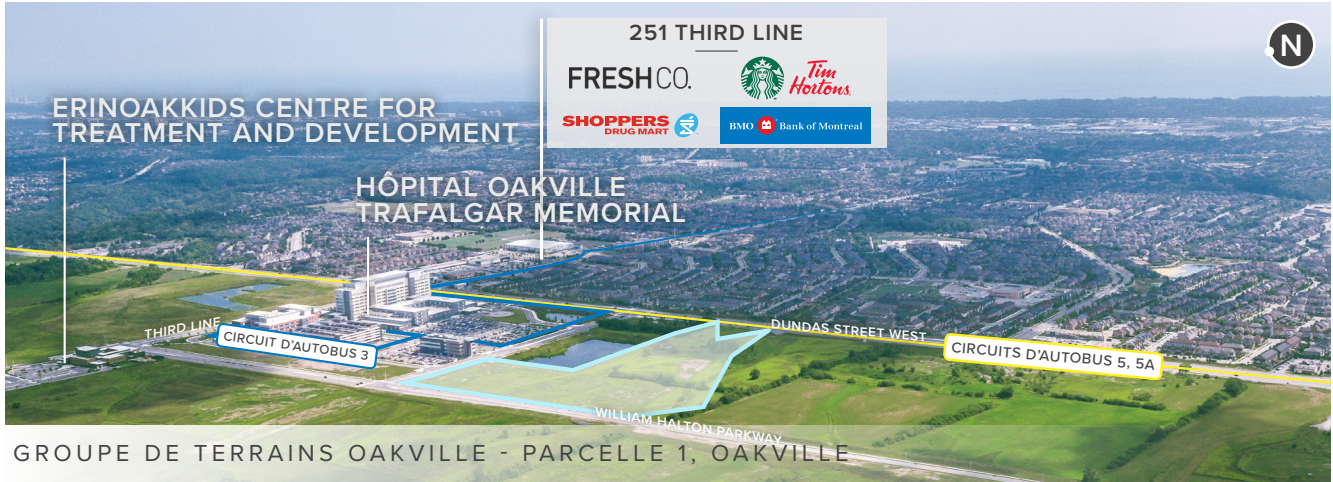 251 THIRD LINE
N
FRESHCO.
Tim
Hortons
SHOPPERS
DRUG MART
BMO Bank of Montreal
ERINOAKKIDS CENTRE FOR
TREATMENT AND DEVELOPMENT
HÔPITAL OAKVILLE
TRAFALGAR MEMORIAL
THIRD LINE
CIRCUIT D'AUTOBUS 3
DUNDAS STREET WEST
CIRCUITS D'AUTOBUS 5, 5A
WILLIAM HALTON PARKWAY
GROUPE DE TERRAINS OAKVILLE - PARCELLE 1, OAKVILLE